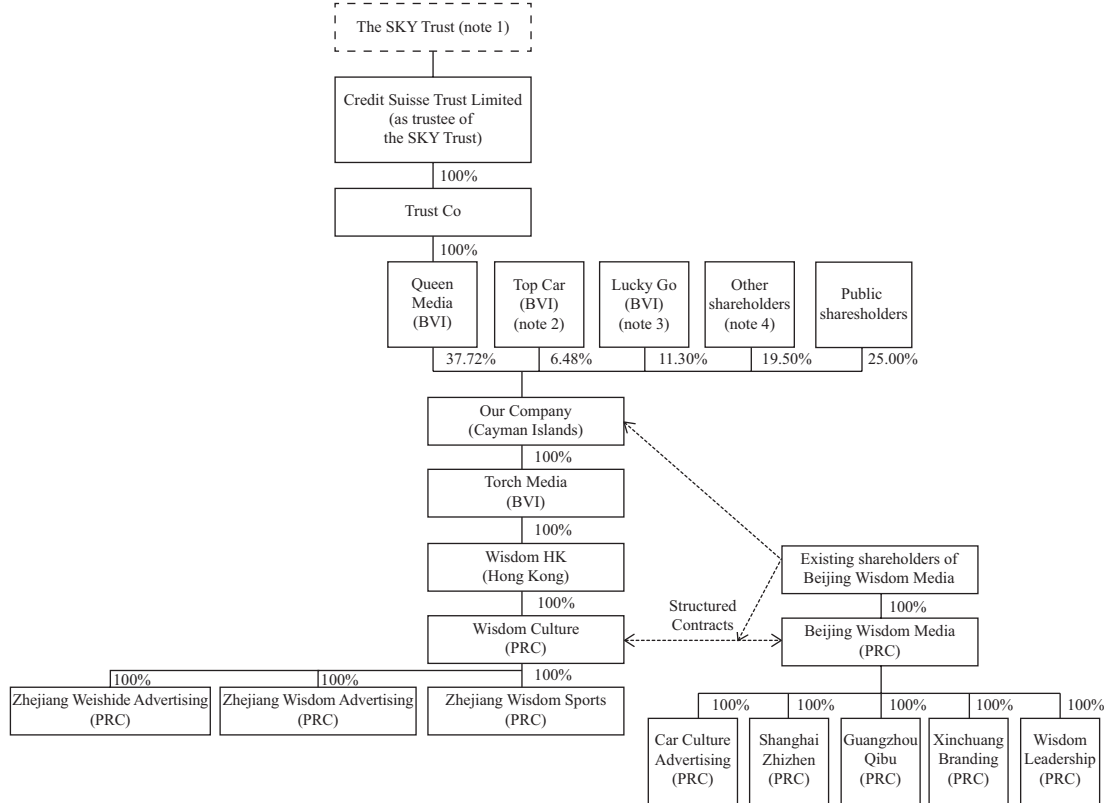 The SKY Trust (note 1)
Credit Suisse Trust Limited
(as trustee of
the SKY Trust)
100%
Trust Co
100%
Queen
Media
(BVI)
Top Car
(BVI)
(note 2)
Lucky Go
(BVI)
(note 3)
Other
shareholders
(note 4)
Public
sharesholders
37.72%
6.48%
11.30%
19.50%
25.00%
Our Company
(Cayman Islands)
100%
Torch Media
(BVI)
100%
Wisdom HK
(Hong Kong)
Existing shareholders of
Beijing Wisdom Media
100%
100%
Structured
Contracts
Wisdom Culture
(PRC)
Beijing Wisdom Media
(PRC)
100%
100%
100%
Zhejiang Weishide Advertising
(PRC)
Zhejiang Wisdom Advertising
(PRC)
Zhejiang Wisdom Sports
(PRC)
100%
100%
100%
100%
100%
Car Culture
Advertising
(PRC)
Shanghai
Zhizhen
(PRC)
Guangzhou
Qibu
(PRC)
Xinchuang
Branding
(PRC)
Wisdom
Leadership
(PRC)